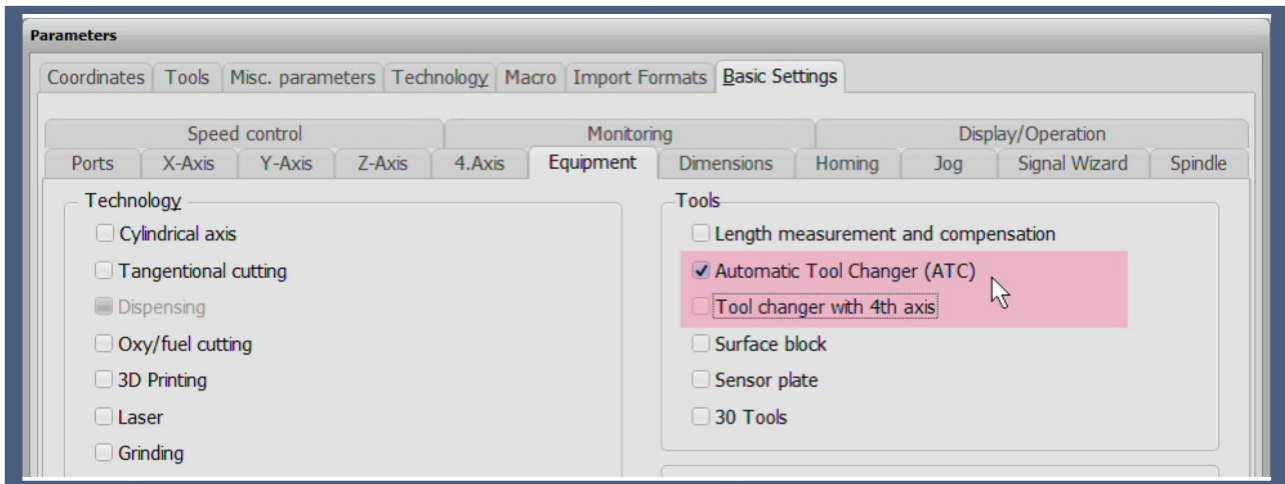 Parameters
Coordinates Tools Misc. parameters Technology Macro Import Formats Basic Settings
Speed control Monitoring Display/Operation
Ports X-Axis Y-Axis Z-Axis 4.Axis Equipment Dimensions Homing Jog Signal Wizard Spindle
Technology
Cylindrical axis
Tangentional cutting
Dispensing
Oxy/fuel cutting
3D Printing
Laser
Grinding
Tools
Length measurement and compensation
Automatic Tool Changer (ATC)
Tool changer with 4th axis
Surface block
Sensor plate
30 Tools